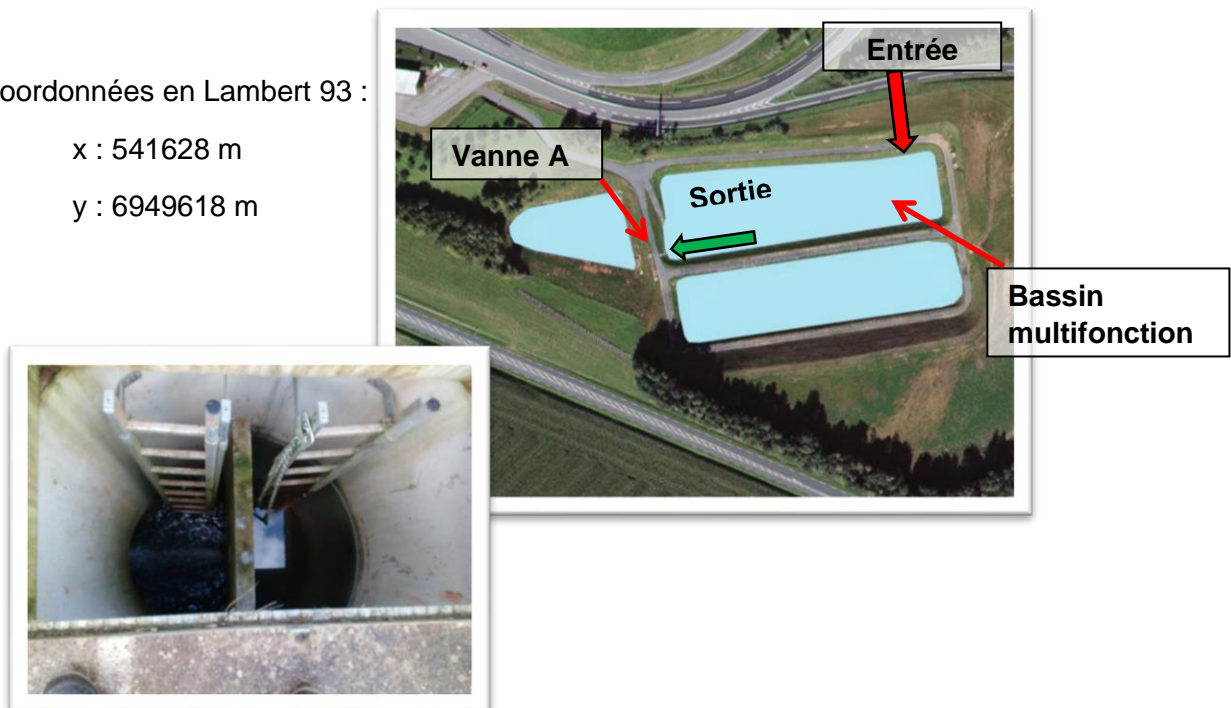 oordonnées en Lambert 93 :
x : 541628 m
y : 6949618 m
Entrée
Vanne A
Sortie
Bassin
multifonction